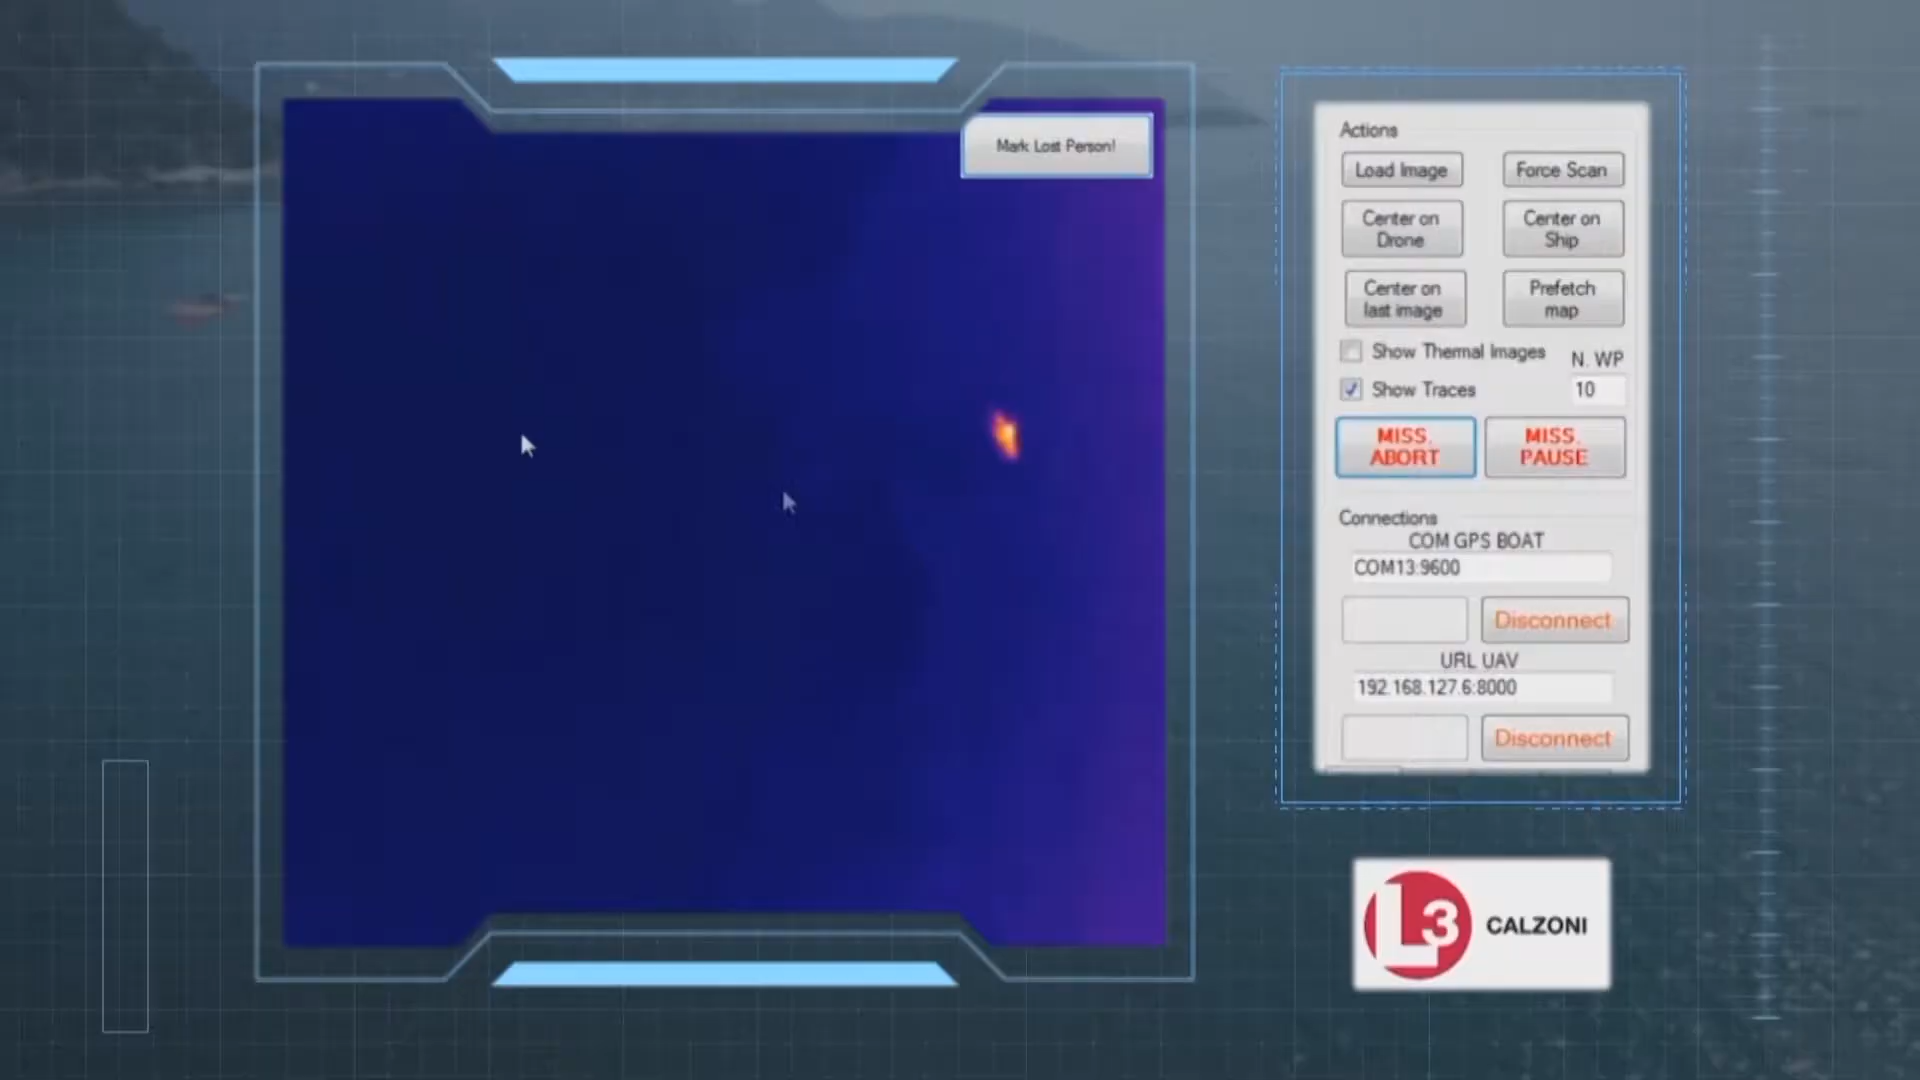 Mark Lost Person!
Actions
Load Image
Force Scan
Center on
Drone
Center on
Ship
Center on
last image
Prefetch
map
Show Thermal Images
N. WP
Show Traces
10
MISS.
ABORT
MISS.
PAUSE
Connections
COM GPS BOAT
COM13:9600
Disconnect
URL UAV
192.168.127.6:8000
Disconnect
L3 CALZONI